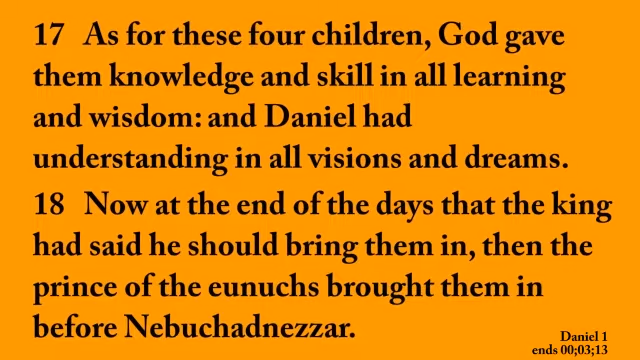 17 As for these four children, God gave
them knowledge and skill in all learning
and wisdom: and Daniel had
understanding in all visions and dreams.
18 Now at the end of the days that the king
had said he should bring them in, then the
prince of the eunuchs brought them in
before Nebuchadnezzar.
Daniel 1
ends 00;03;13